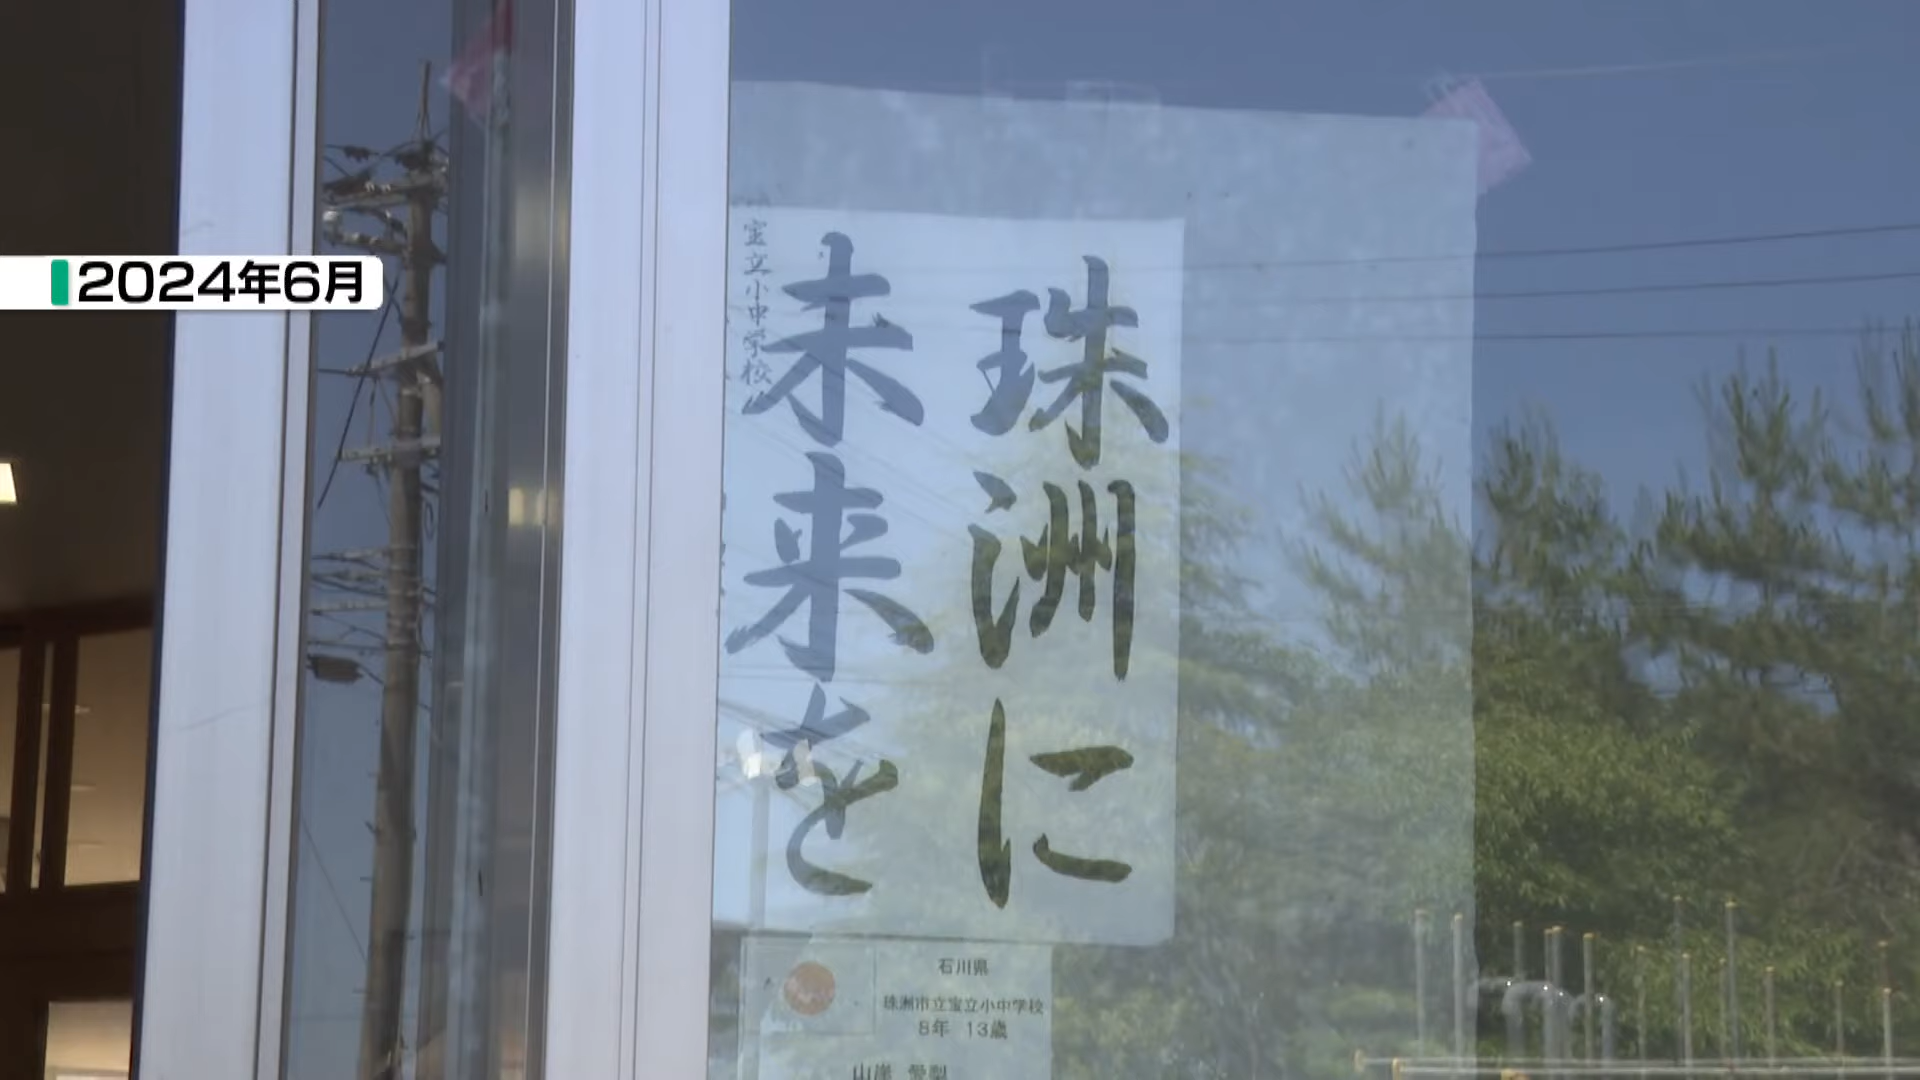 2024年6月
珠洲に
未来を
宝立小中学校
石川県
珠洲市立宝立小中学校
8年 13歳